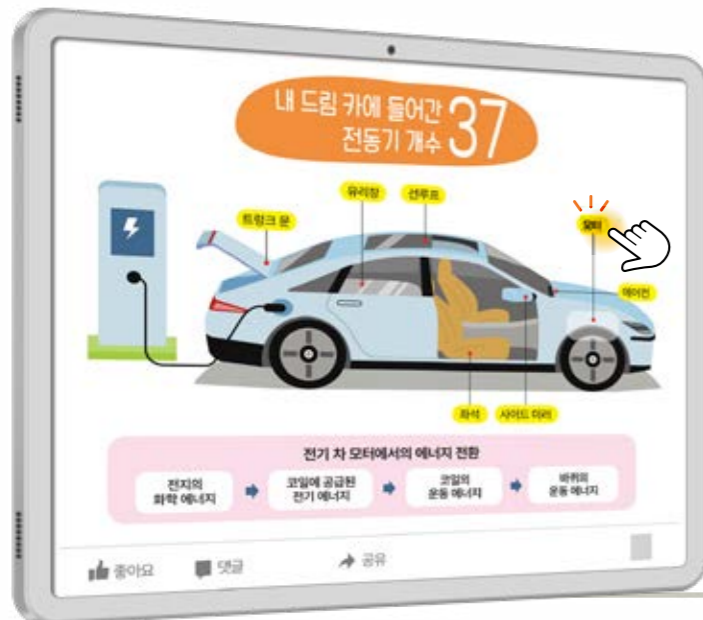 내 드림 카에 들어간
전동기 개수 37
유리창
선루프
트렁크 문
모터
에어컨
좌석
사이드 미러
전기 차 모터에서의 에너지 전환
전지의
화학 에너지
코일에 공급된
전기 에너지
코일의
운동 에너지
바퀴의
운동 에너지
좋아요
댓글
공유